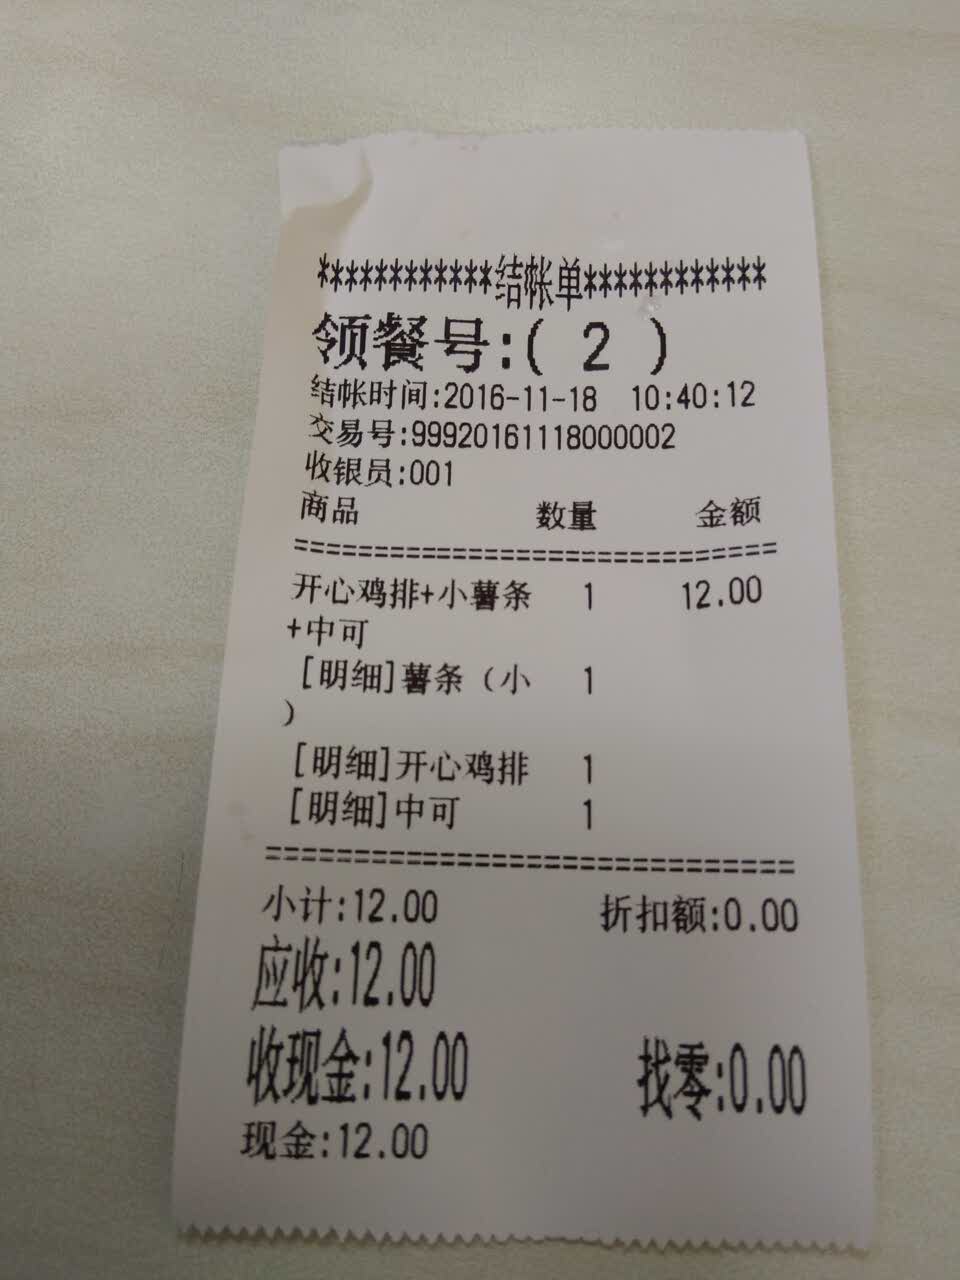 ***********结帐单************
领餐号:( 2 )
结帐时间:2016-11-18 10:40:12
交易号:99920161118000002
收银员:001
商品 数量 金额
==============================
开心鸡排+小薯条 1 12.00
+中可
[明细]薯条（小 1
）
[明细]开心鸡排 1
[明细]中可 1
==============================
小计:12.00 折扣额:0.00
应收:12.00
收现金:12.00 找零:0.00
现金:12.00